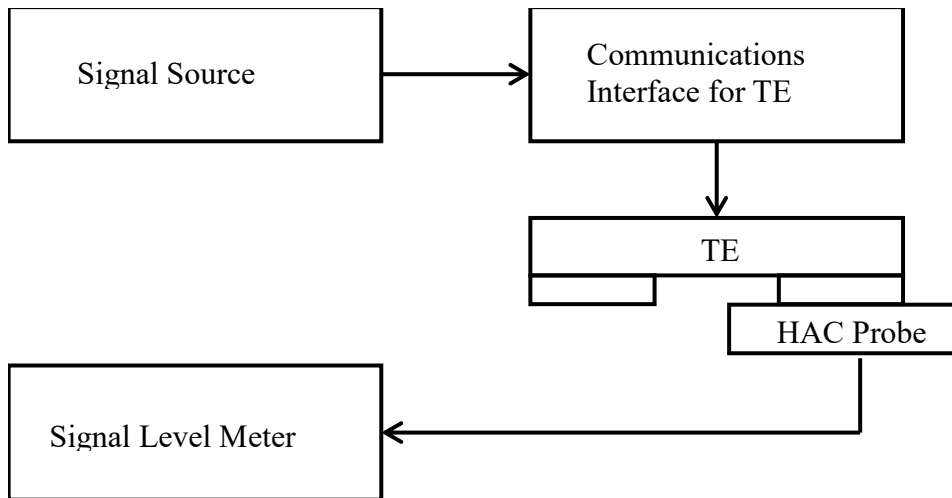 Signal Source
Communications
Interface for TE
TE
HAC Probe
Signal Level Meter